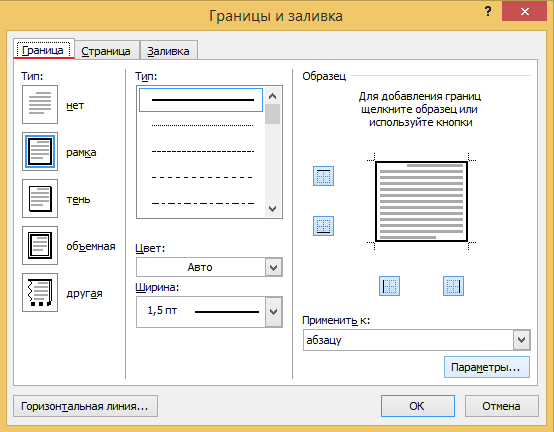 Границы и заливка
?
Граница
Страница
Заливка
Тип:
нет
рамка
тень
объемная
другая
Тип:
Цвет:
Авто
Ширина:
1,5 пт
Образец
Для добавления границ
щелкните образец или
используйте кнопки
Применить к:
абзацу
Параметры...
Горизонтальная линия...
ОК
Отмена